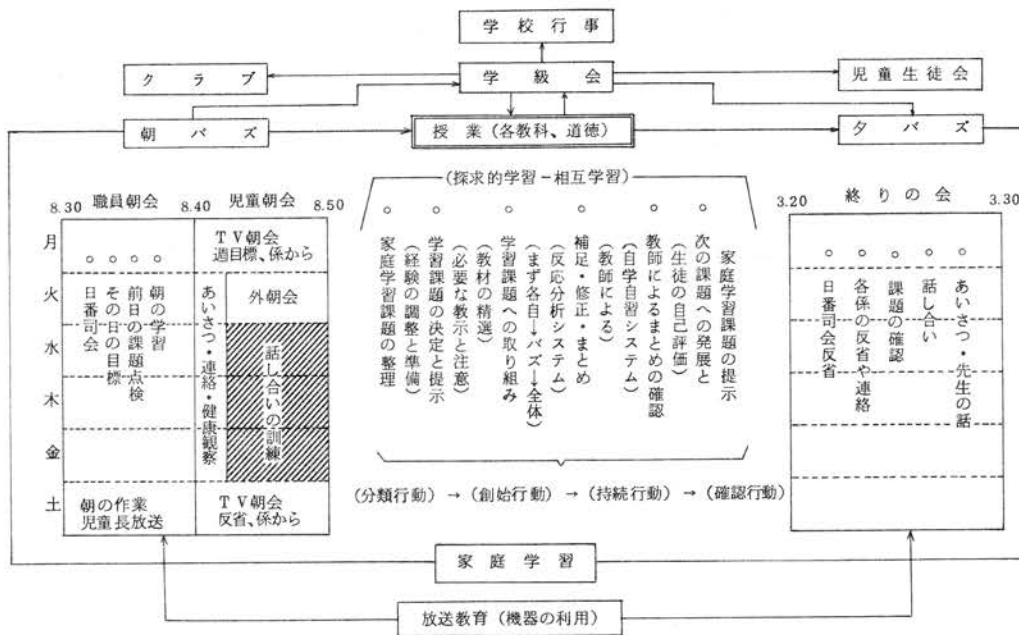 学校行事
クラブ
学級会
児童生徒会
朝バズ
授業(各教科、道徳)
夕バズ
(探求的学習-相互学習)
職員朝会
児童朝会
8.30
8.40
8.50
月
火
水
木
金
土
日番司会
その日の目標
前日の課題点検
朝の学習
朝の作業
児童長放送
あいさつ・連絡・健康観察
TV朝会
週目標、係から
外朝会
話し合いの訓練
TV朝会
反省、係から
家庭学習課題の整理
(経験の調整と準備)
学習課題の決定と提示
(必要な教示と注意)
(教材の精選)
学習課題への取り組み
(まず各自→バズ→全体)
(反応分析システム)
補足・修正・まとめ
(教師による)
(自学自習システム)
教師によるまとめの確認
(生徒の自己評価)
次の課題への発展と
家庭学習課題の提示
(分類行動)→(創始行動)→(持続行動)→(確認行動)
終りの会
3.20
3.30
日番司会反省
各係の反省や連絡
課題の確認
話し合い
あいさつ・先生の話
家庭学習
放送教育(機器の利用)